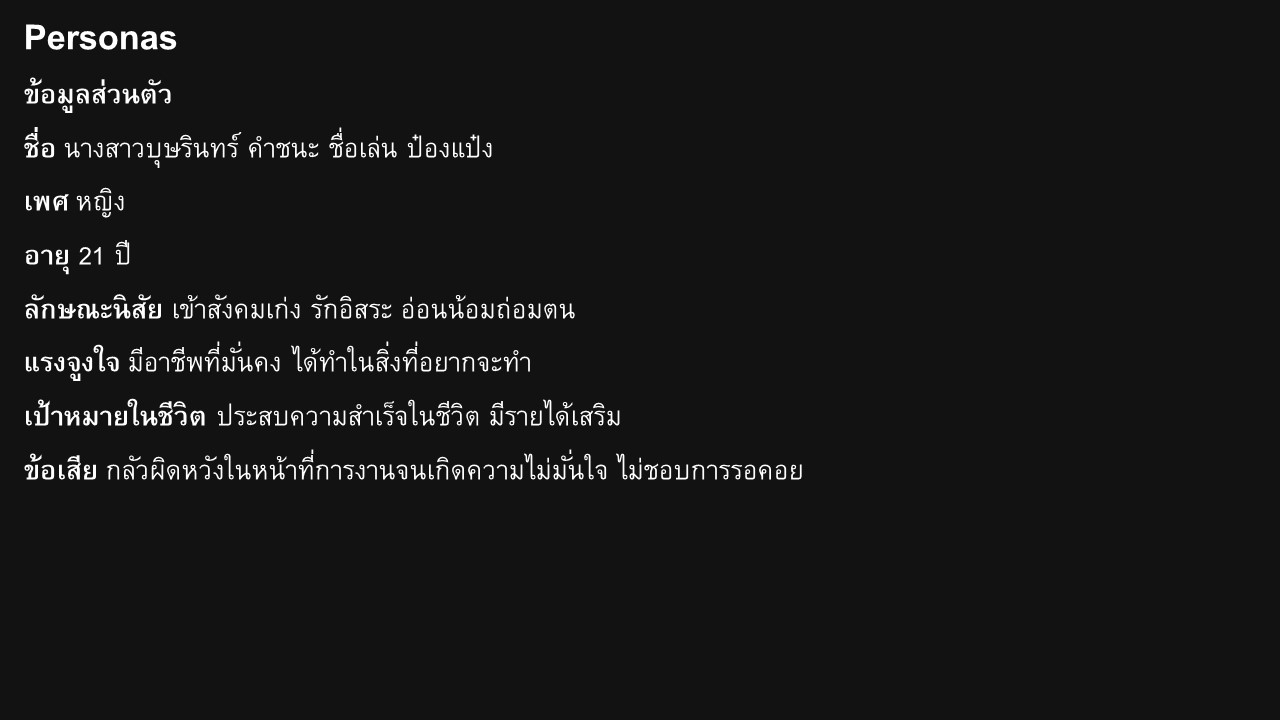 Personas
ข้อมูลส่วนตัว
ชื่อ นางสาวบุษรินทร์ คำชนะ ชื่อเล่น ป๋องแป๋ง
เพศ หญิง
อายุ 21 ปี
ลักษณะนิสัย เข้าสังคมเก่ง รักอิสระ อ่อนน้อมถ่อมตน
แรงจูงใจ มีอาชีพที่มั่นคง ได้ทำในสิ่งที่อยากจะทำ
เป้าหมายในชีวิต ประสบความสำเร็จในชีวิต มีรายได้เสริม
ข้อเสีย กลัวผิดหวังในหน้าที่การงานจนเกิดความไม่มั่นใจ ไม่ชอบการรอคอย